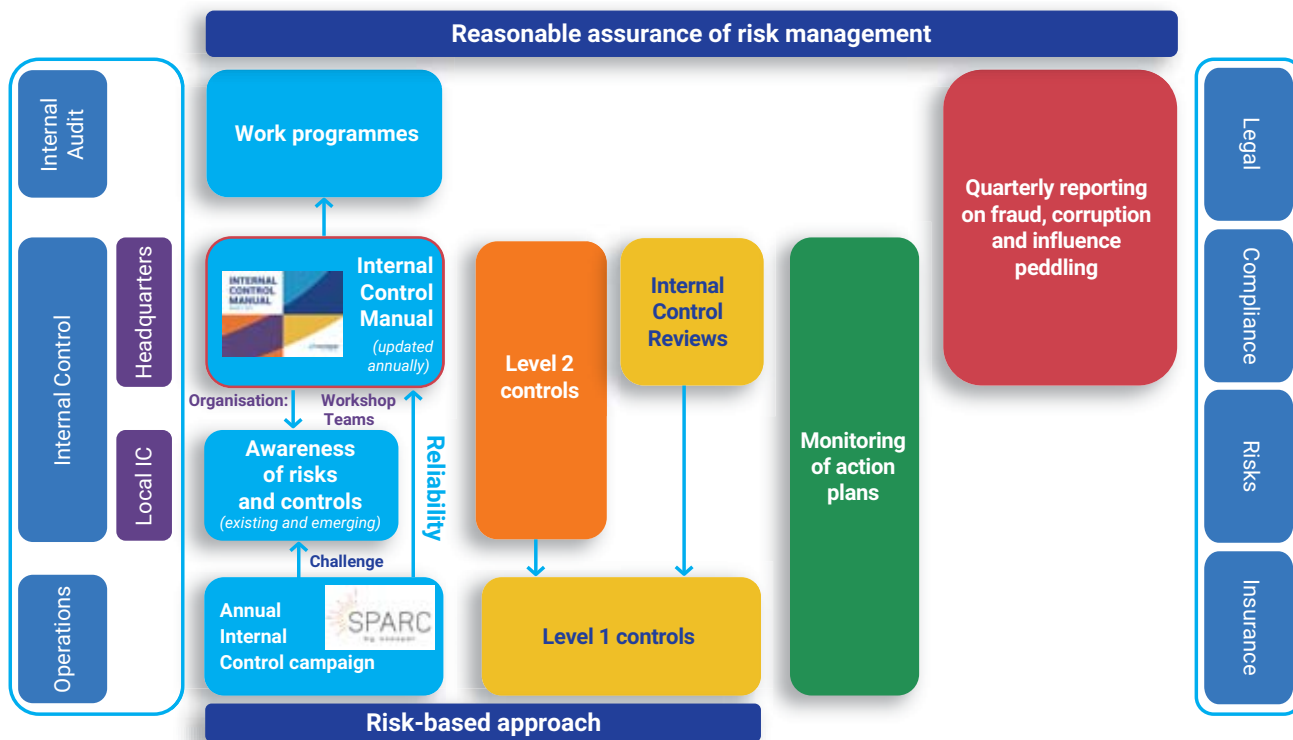 Reasonable assurance of risk management
Internal
Audit
Internal Control
Operations
Headquarters
Local IC
Work programmes
INTERNAL
CONTROL
MANUAL
Internal
Control
Manual
(updated
annually)
Organisation:
Workshop
Teams
Awareness
of risks
and controls
(existing and emerging)
Reliability
Challenge
Annual
Internal
Control campaign
SPARC
Level 2
controls
Internal
Control
Reviews
Level 1 controls
Monitoring
of action
plans
Quarterly reporting
on fraud, corruption
and influence
peddling
Legal
Compliance
Risks
Insurance
Risk-based approach